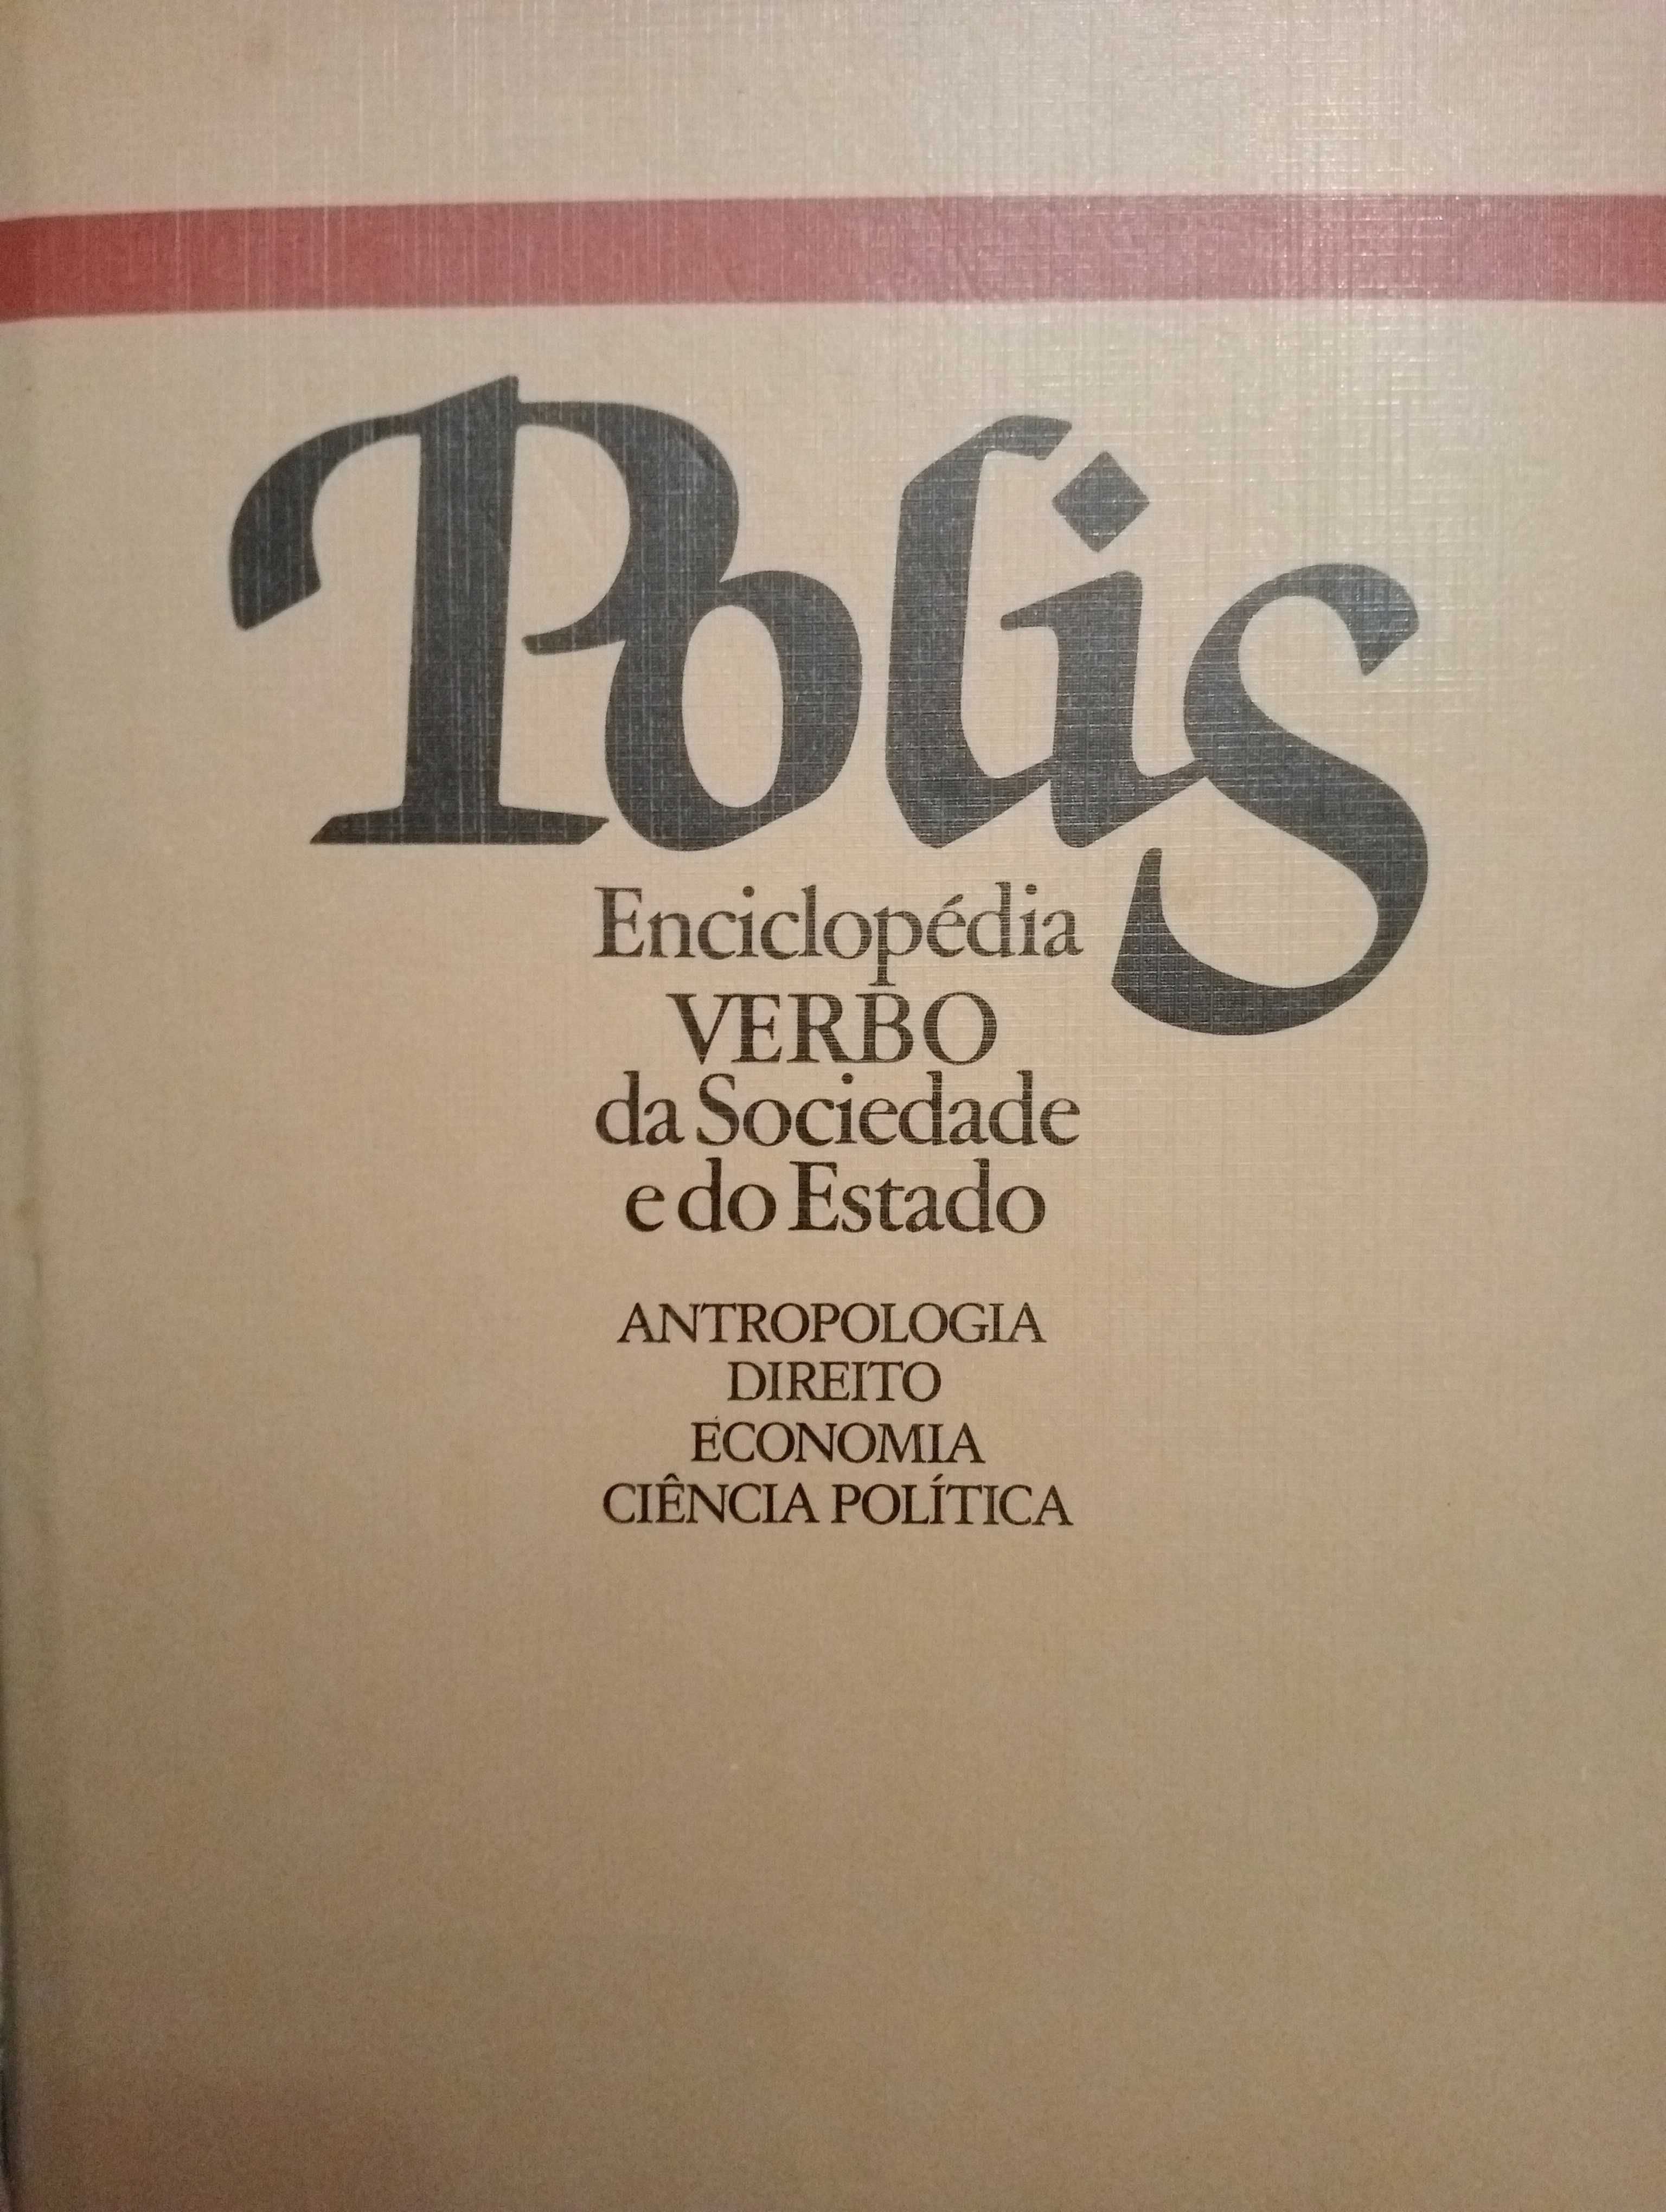 Polis
Enciclopédia
VERBO
da Sociedade
e do Estado
ANTROPOLOGIA
DIREITO
ECONOMIA
CIÊNCIA POLÍTICA